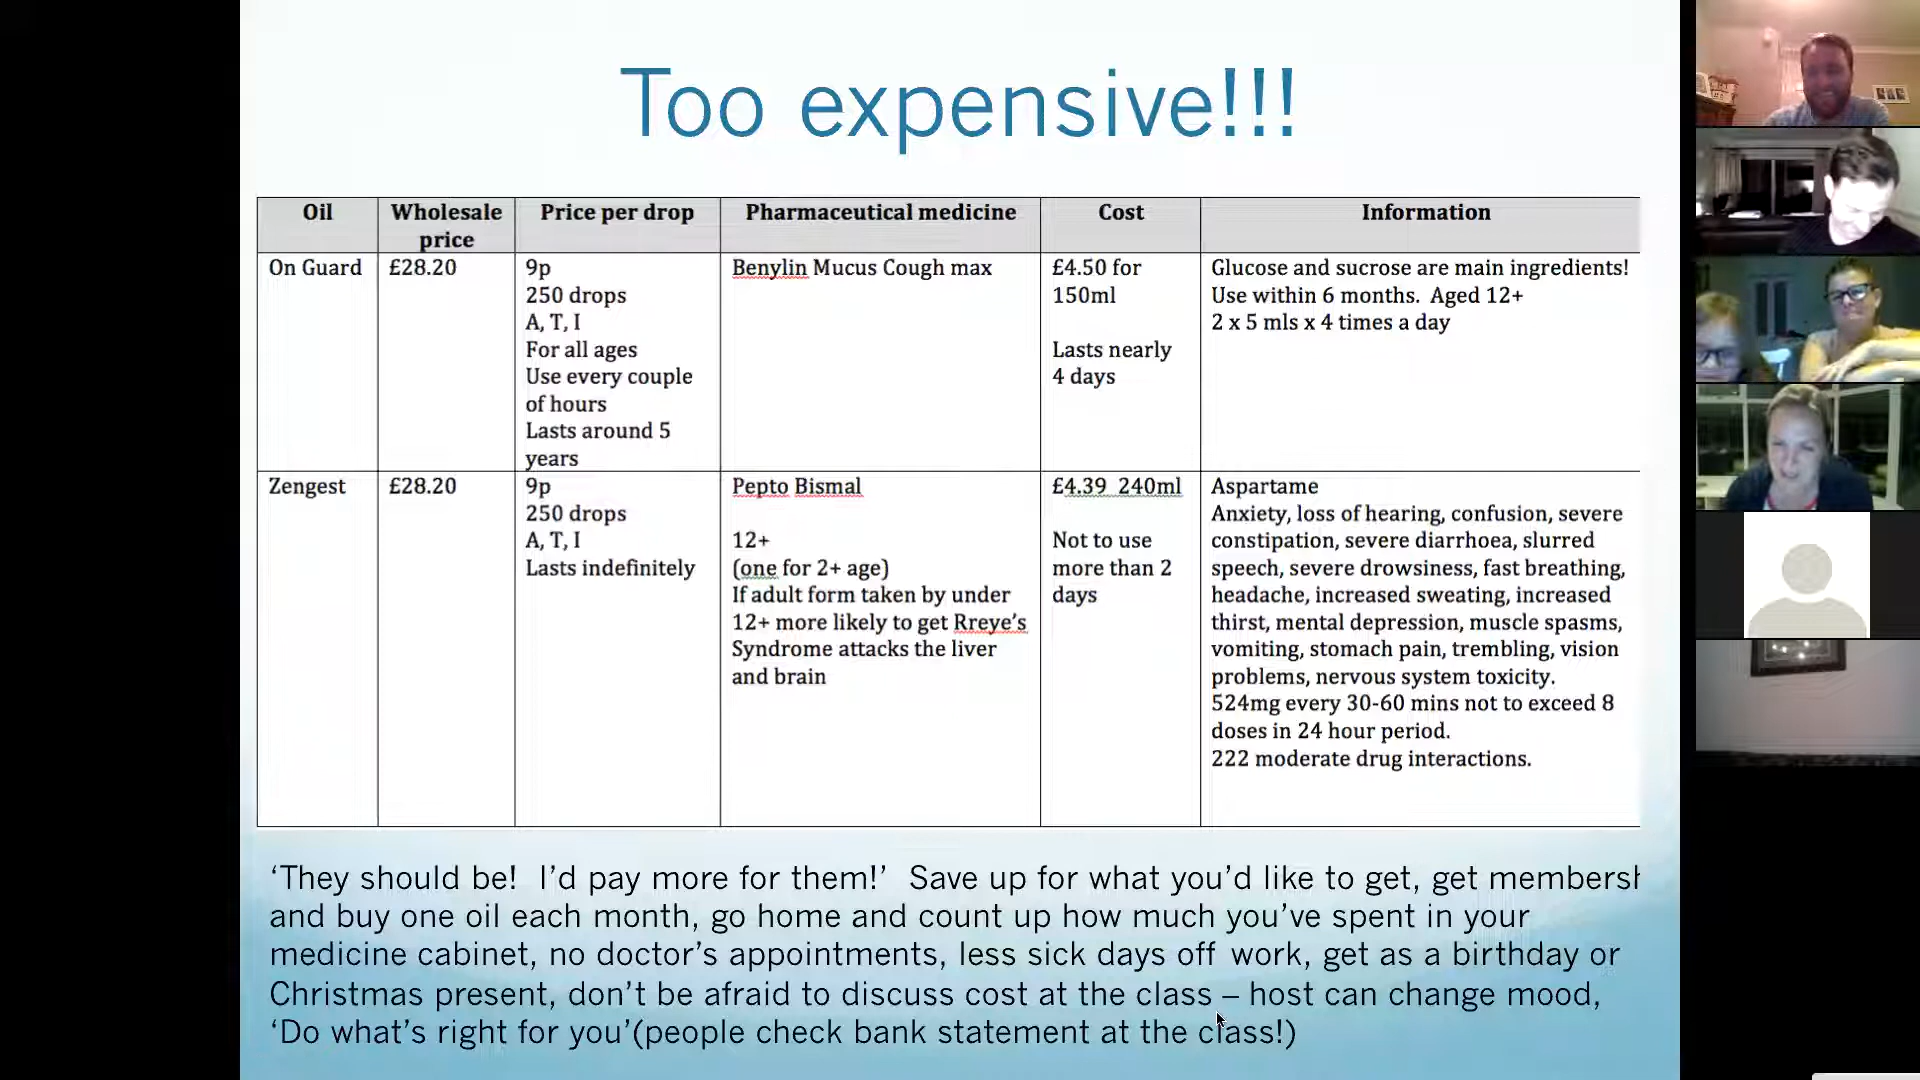 Too expensive!!!
Oil
Wholesale
price
Price per drop
Pharmaceutical medicine
Cost
Information
On Guard
£28.20
9p
250 drops
A, T, I
For all ages
Use every couple
of hours
Lasts around 5
years
Benylin Mucus Cough max
£4.50 for
150ml
Lasts nearly
4 days
Glucose and sucrose are main ingredients!
Use within 6 months.  Aged 12+
2 x 5 mls x 4 times a day
Zengest
£28.20
9p
250 drops
A, T, I
Lasts indefinitely
Pepto Bismal
12+
(one for 2+ age)
If adult form taken by under
12+ more likely to get Rreye’s
Syndrome attacks the liver
and brain
£4.39  240ml
Not to use
more than 2
days
Aspartame
Anxiety, loss of hearing, confusion, severe
constipation, severe diarrhoea, slurred
speech, severe drowsiness, fast breathing,
headache, increased sweating, increased
thirst, mental depression, muscle spasms,
vomiting, stomach pain, trembling, vision
problems, nervous system toxicity.
524mg every 30-60 mins not to exceed 8
doses in 24 hour period.
222 moderate drug interactions.
‘They should be!  I’d pay more for them!’  Save up for what you’d like to get, get membersh
and buy one oil each month, go home and count up how much you’ve spent in your
medicine cabinet, no doctor’s appointments, less sick days off work, get as a birthday or
Christmas present, don’t be afraid to discuss cost at the class – host can change mood,
‘Do what’s right for you’(people check bank statement at the class!)